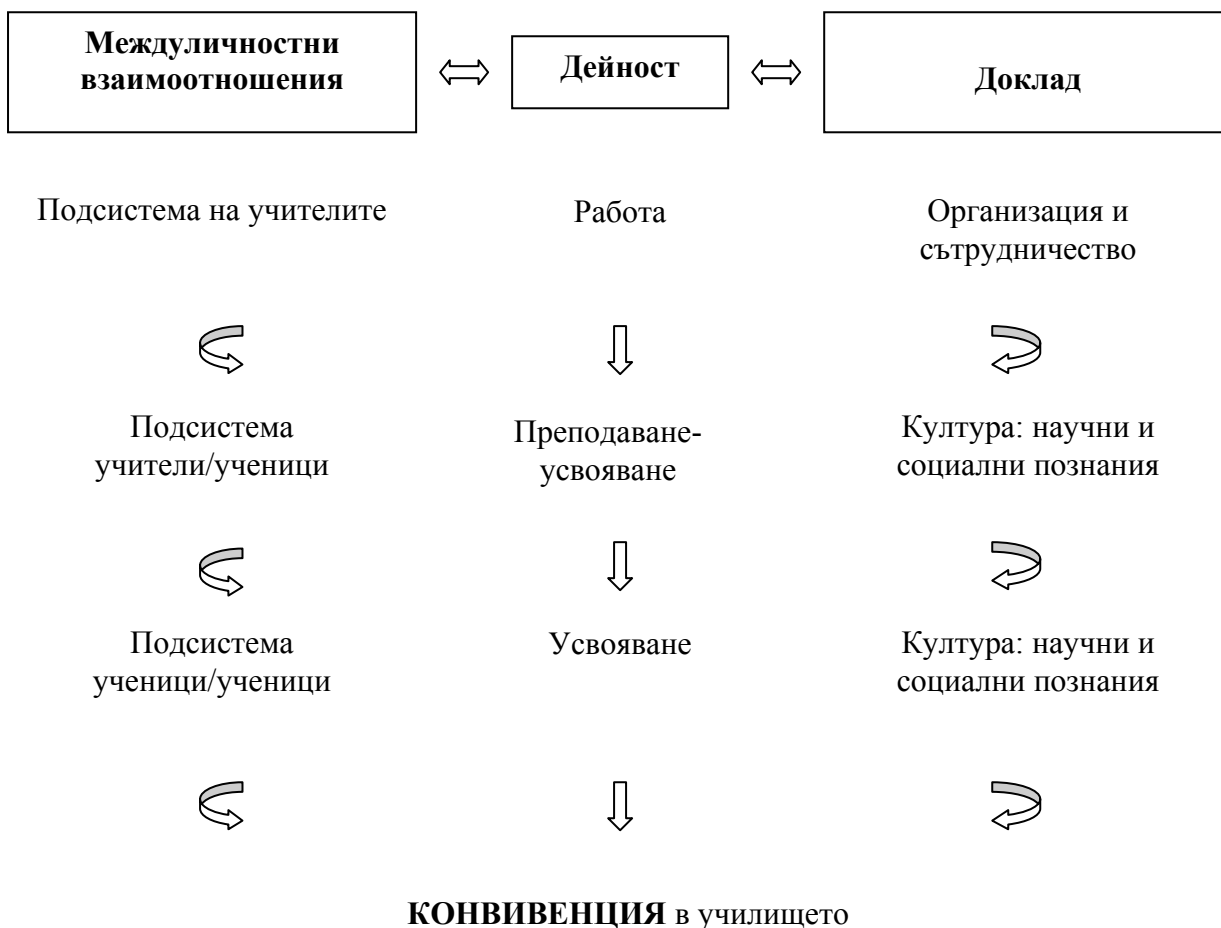 Междуличностни
взаимоотношения
Дейност
Доклад
Подсистема на учителите
Работа
Организация и
сътрудничество
Подсистема
учители/ученици
Преподаване-
усвояване
Култура: научни и
социални познания
Подсистема
ученици/ученици
Усвояване
Култура: научни и
социални познания
КОНВИВЕНЦИЯ в училището